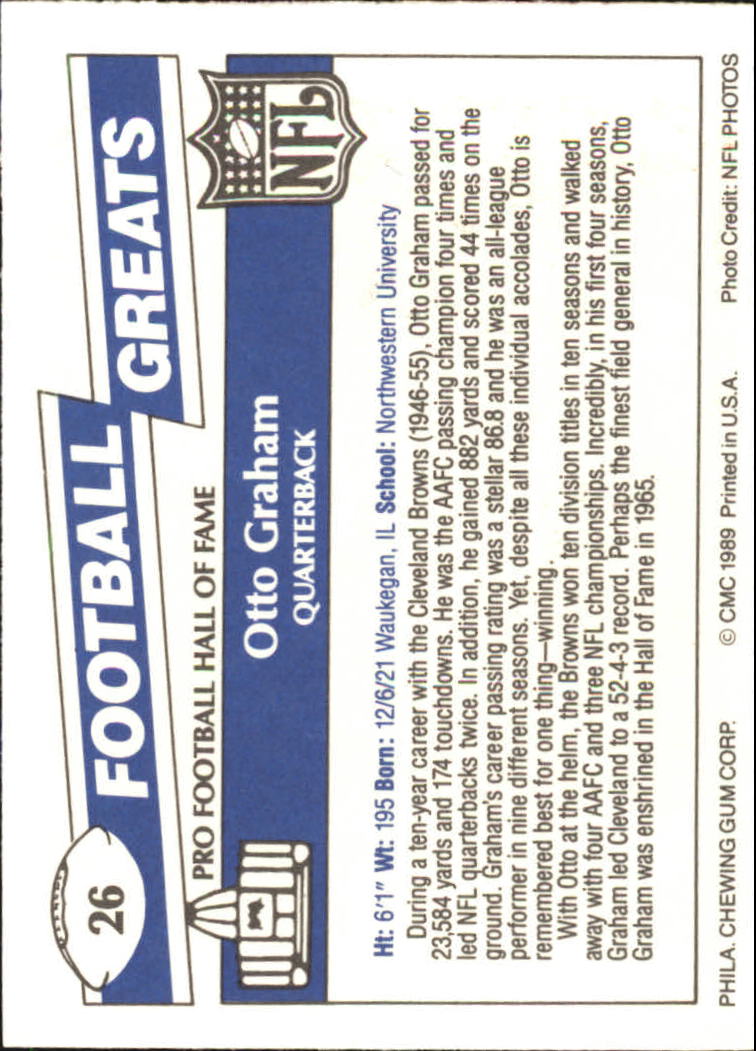 26
FOOTBALL
GREATS
PRO FOOTBALL HALL OF FAME
Otto Graham
QUARTERBACK
NFL
Ht: 6'1" Wt: 195 Born: 12/6/21 Waukegan, IL School: Northwestern University
During a ten-year career with the Cleveland Browns (1946-55), Otto Graham passed for
23,584 yards and 174 touchdowns. He was the AAFC passing champion four times and
led NFL quarterbacks twice. In addition, he gained 882 yards and scored 44 times on the
ground. Graham's career passing rating was a stellar 86.8 and he was an all-league
performer in nine different seasons. Yet, despite all these individual accolades, Otto is
remembered best for one thing—winning.
With Otto at the helm, the Browns won ten division titles in ten seasons and walked
away with four AAFC and three NFL championships. Incredibly, in his first four seasons,
Graham led Cleveland to a 52-4-3 record. Perhaps the finest field general in history, Otto
Graham was enshrined in the Hall of Fame in 1965.
PHILA. CHEWING GUM CORP. © CMC 1989 Printed in U.S.A. Photo Credit: NFL PHOTOS